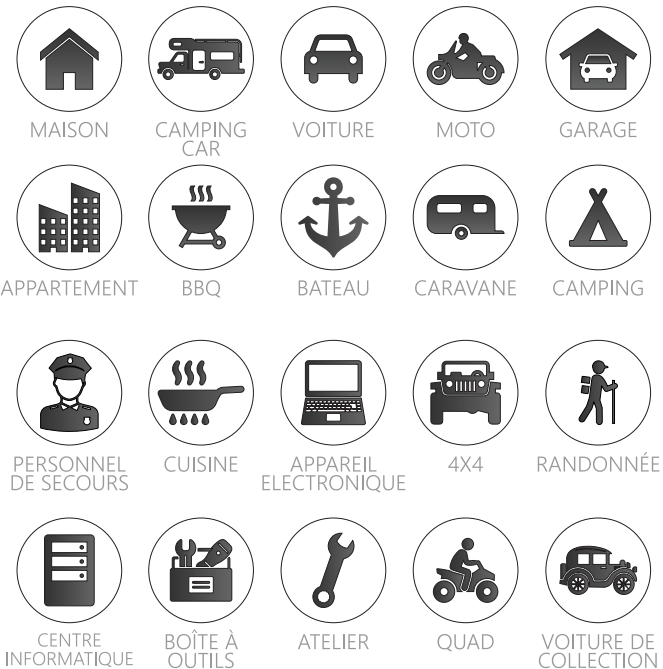 MAISON
CAMPING
CAR
VOITURE
MOTO
GARAGE
APPARTEMENT
BBQ
BATEAU
CARAVANE
CAMPING
PERSONNEL
DE SECOURS
CUISINE
APPAREIL
ELECTRONIQUE
4X4
RANDONNÉE
CENTRE
INFORMATIQUE
BOÎTE À
OUTILS
ATELIER
QUAD
VOITURE DE
COLLECTION